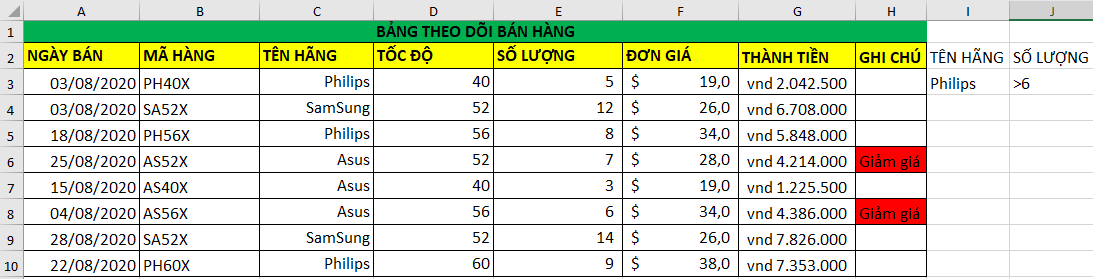 A B C D E F G H I J
1 BẢNG THEO DÕI BÁN HÀNG
2 NGÀY BÁN MÃ HÀNG TÊN HÃNG TỐC ĐỘ SỐ LƯỢNG ĐƠN GIÁ THÀNH TIỀN GHI CHÚ TÊN HÃNG SỐ LƯỢNG
3 03/08/2020 PH40X Philips 40 5 $ 19,0 vnd 2.042.500 Philips >6
4 03/08/2020 SA52X SamSung 52 12 $ 26,0 vnd 6.708.000
5 18/08/2020 PH56X Philips 56 8 $ 34,0 vnd 5.848.000
6 25/08/2020 AS52X Asus 52 7 $ 28,0 vnd 4.214.000 Giảm giá
7 15/08/2020 AS40X Asus 40 3 $ 19,0 vnd 1.225.500
8 04/08/2020 AS56X Asus 56 6 $ 34,0 vnd 4.386.000 Giảm giá
9 28/08/2020 SA52X SamSung 52 14 $ 26,0 vnd 7.826.000
10 22/08/2020 PH60X Philips 60 9 $ 38,0 vnd 7.353.000